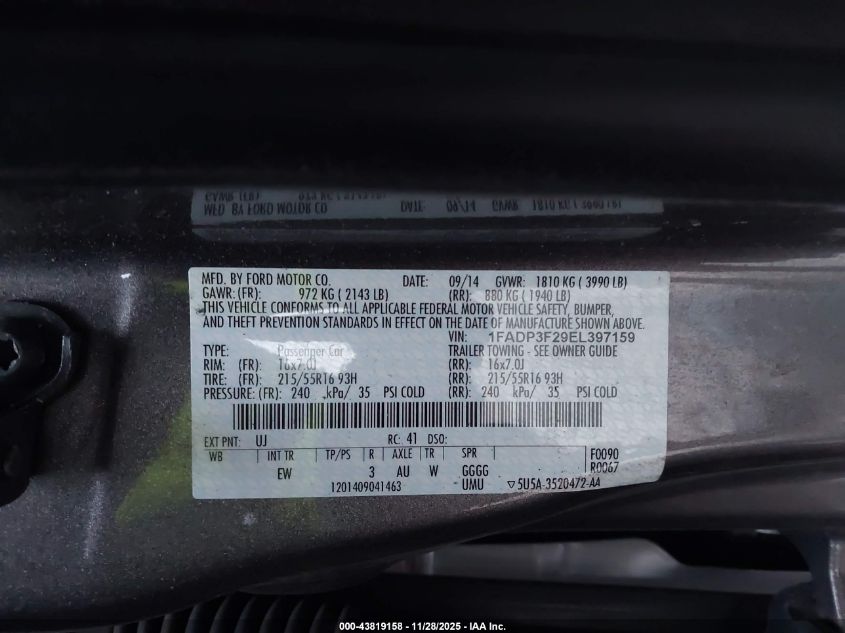 MFD. BY FORD MOTOR CO. DATE: 09/14 GVWR: 1810 KG ( 3990 LB)
GAWR: (FR): 972 KG ( 2143 LB) (RR): 880 KG ( 1940 LB)
THIS VEHICLE CONFORMS TO ALL APPLICABLE FEDERAL MOTOR VEHICLE SAFETY, BUMPER,
AND THEFT PREVENTION STANDARDS IN EFFECT ON THE DATE OF MANUFACTURE SHOWN ABOVE.
VIN: 1FADP3F29EL397159
TYPE: Passenger Car TRAILER TOWING - SEE OWNER GUIDE
RIM: (FR): 16x7.0J (RR): 16x7.0J
TIRE: (FR): 215/55R16 93H (RR): 215/55R16 93H
PRESSURE: (FR): 240 kPa/ 35 PSI COLD (RR): 240 kPa/ 35 PSI COLD
EXT PNT: UJ RC: 41 DSO:
WB INT TR TP/PS R AXLE TR SPR F0090
EW 3 AU W GGGG R0067
1201409041463 UMU ▽5U5A-3520472-AA
000-43819158 - 11/28/2025 - IAA Inc.